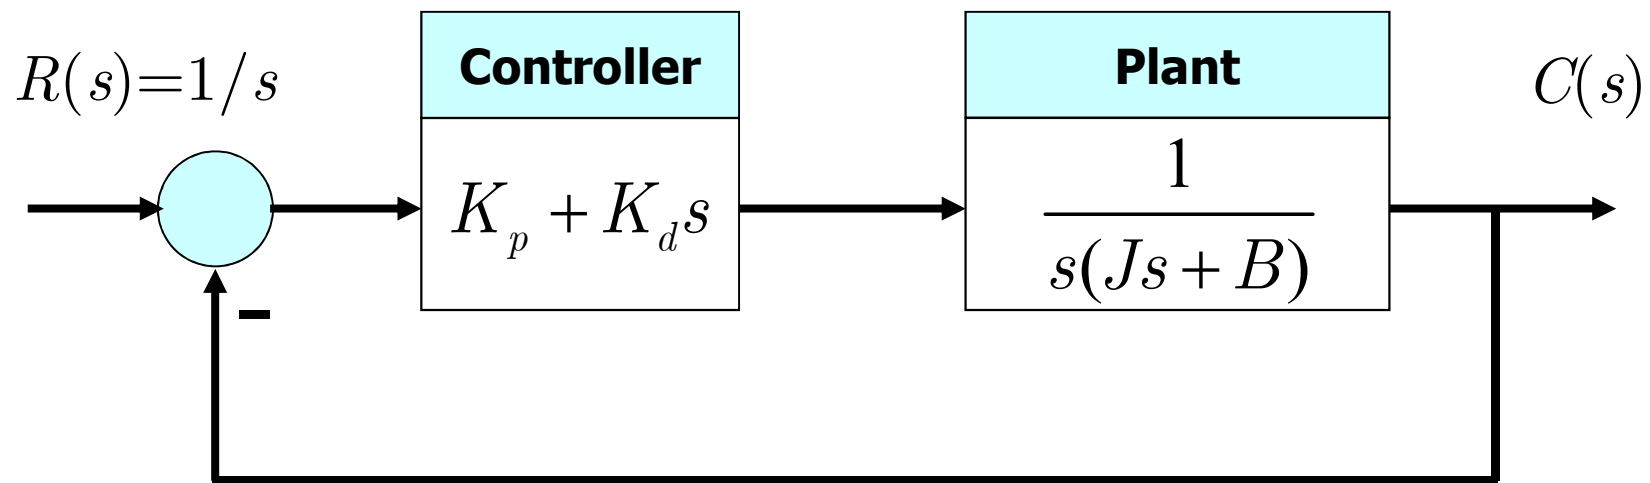 R(s)=1/s
Controller
K_p + K_d s
Plant
1
s(Js + B)
C(s)
-